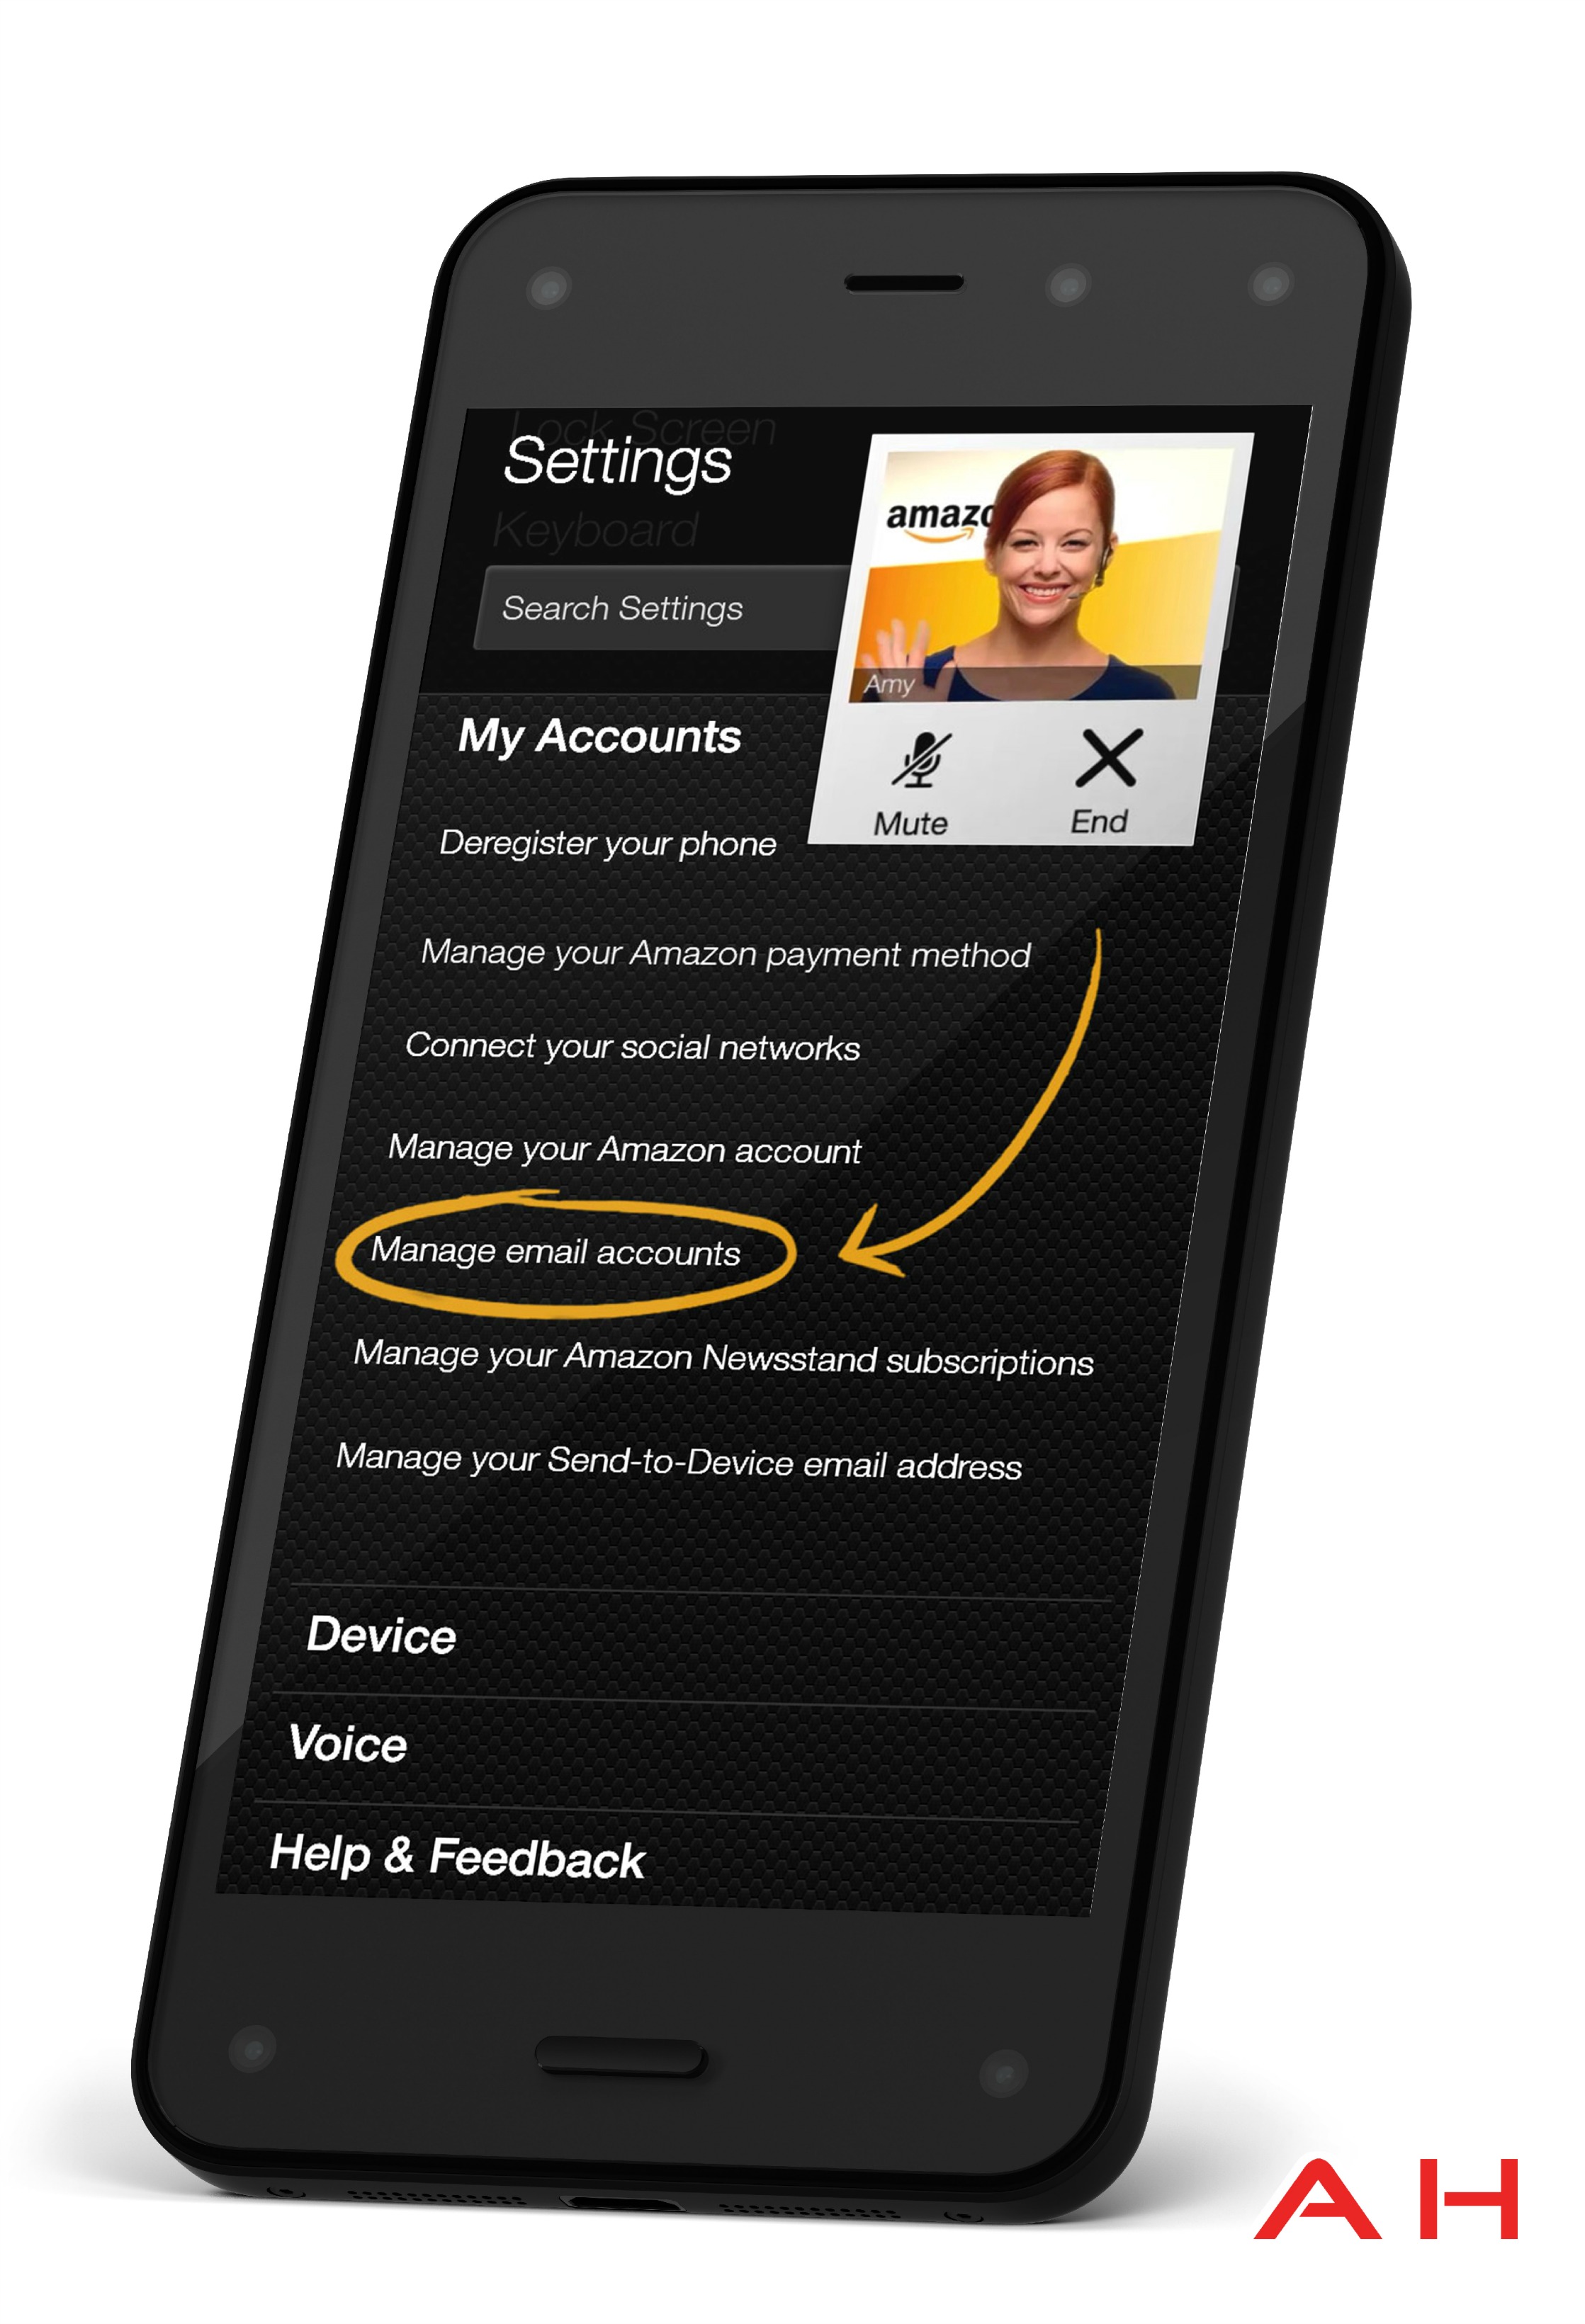 Lock Screen
Settings
Keyboard
Search Settings
amazo
Amy
Mute
End
My Accounts
Deregister your phone
Manage your Amazon payment method
Connect your social networks
Manage your Amazon account
Manage email accounts
Manage your Amazon Newsstand subscriptions
Manage your Send-to-Device email address
Device
Voice
Help & Feedback
AH